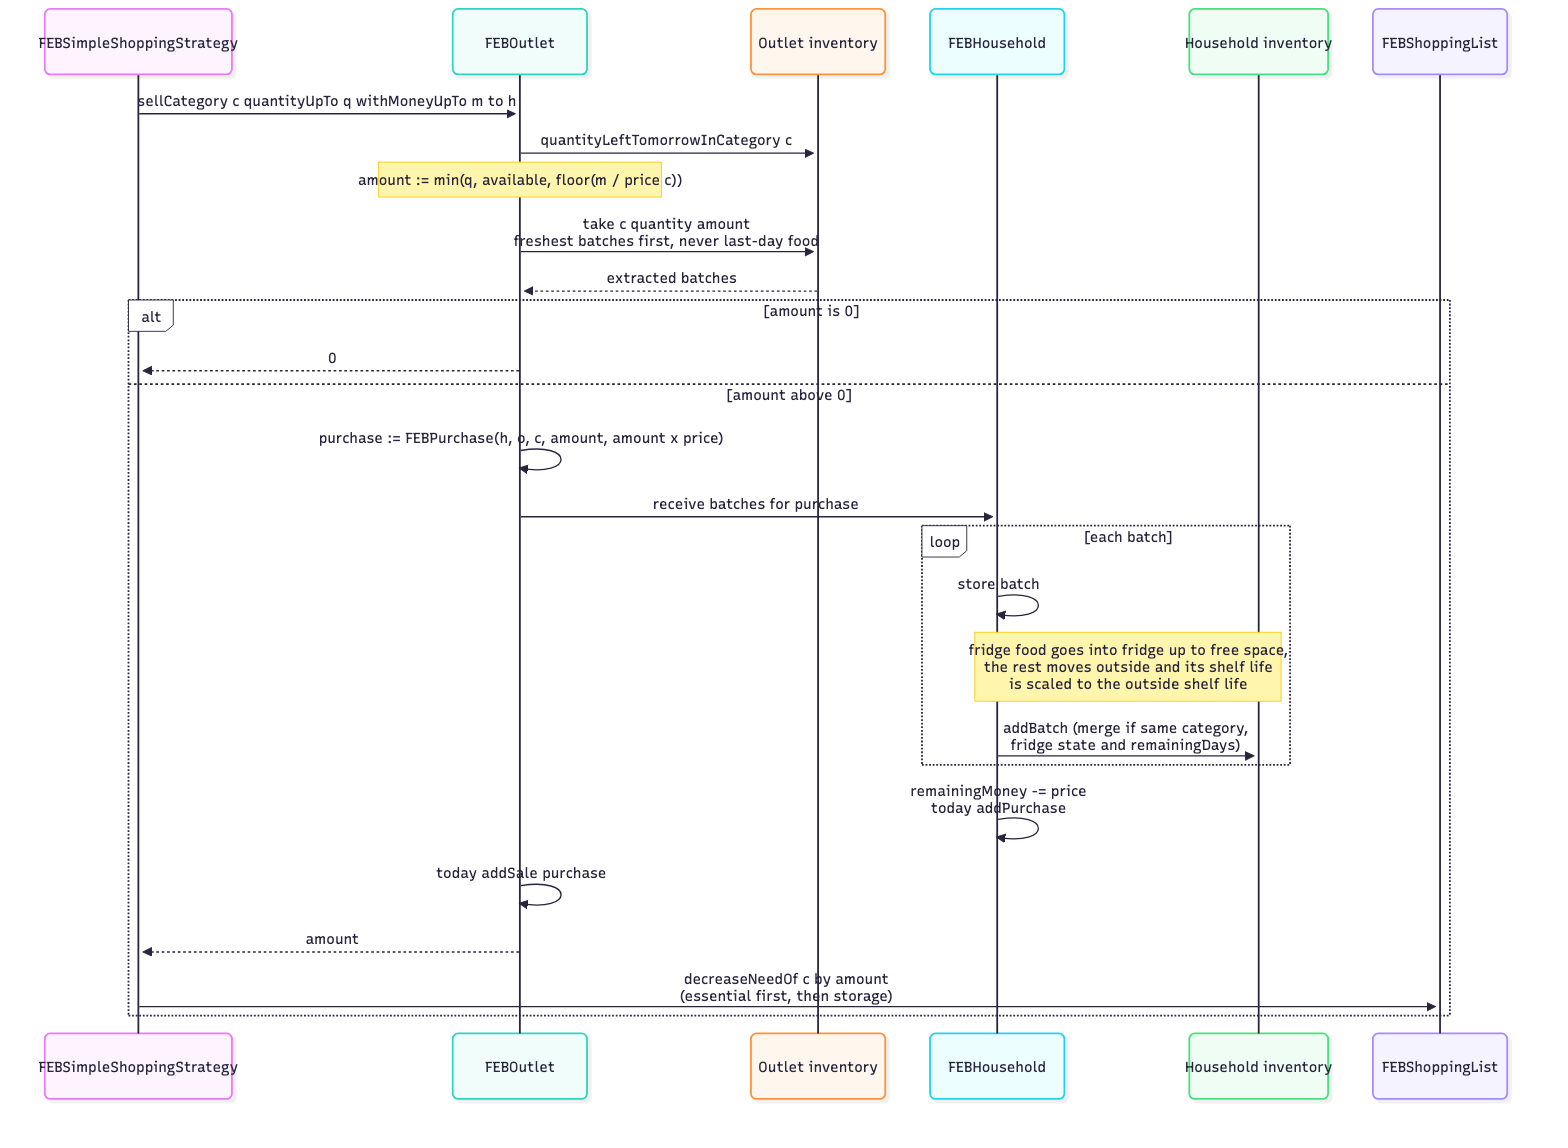 FEBSimpleShoppingStrategy
FEBOutlet
Outlet inventory
FEBHousehold
Household inventory
FEBShoppingList
sellCategory c quantityUpTo q withMoneyUpTo m to h
quantityLeftTomorrowInCategory c
amount := min(q, available, floor(m / price c))
take c quantity amount
freshest batches first, never last-day food
extracted batches
alt
[amount is 0]
0
[amount above 0]
purchase := FEBPurchase(h, o, c, amount, amount x price)
receive batches for purchase
loop
[each batch]
store batch
fridge food goes into fridge up to free space,
the rest moves outside and its shelf life
is scaled to the outside shelf life
addBatch (merge if same category,
fridge state and remainingDays)
remainingMoney -= price
today addPurchase
today addSale purchase
amount
decreaseNeedOf c by amount
(essential first, then storage)
FEBSimpleShoppingStrategy
FEBOutlet
Outlet inventory
FEBHousehold
Household inventory
FEBShoppingList